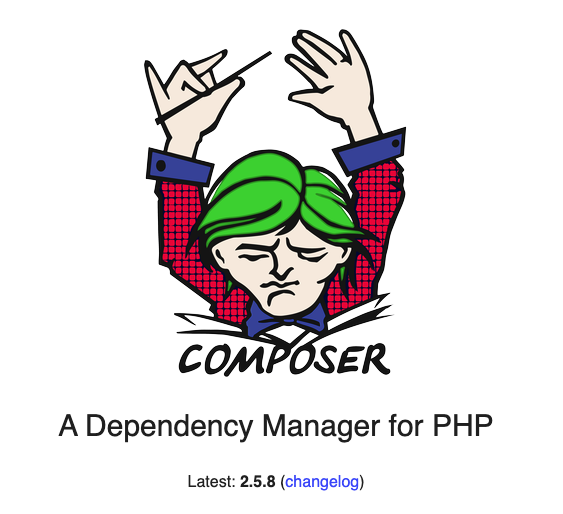 COMPOSER
A Dependency Manager for PHP
Latest: 2.5.8 (changelog)